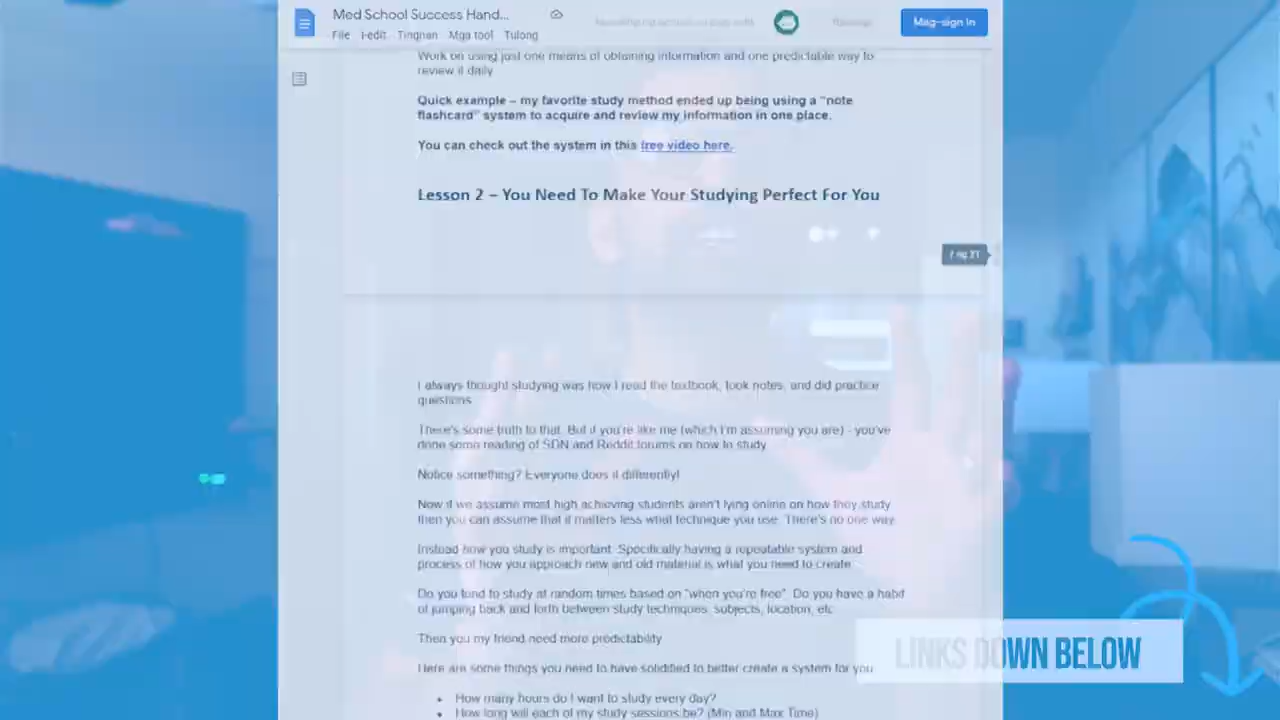 Med School Success Hand...
File I-edit Tingnan Mga tool Tulong
Mag-sign in
Work on using just one means of obtaining information and one predictable way to
review it daily
Quick example – my favorite study method ended up being using a "note
flashcard" system to acquire and review my information in one place.
You can check out the system in this free video here.
Lesson 2 – You Need To Make Your Studying Perfect For You
7 ng 21
I always thought studying was how I read the textbook, took notes, and did practice
questions.
There's some truth to that. But if you're like me (which I'm assuming you are) - you've
done some reading of SDN and Reddit forums on how to study
Notice something? Everyone does it differently!
Now if we assume most high achieving students aren't lying online on how they study
then you can assume that it matters less what technique you use. There's no one way.
Instead how you study is important. Specifically having a repeatable system and
process of how you approach new and old material is what you need to create
Do you tend to study at random times based on "when you're free". Do you have a habit
of jumping back and forth between study techniques, subjects, location, etc
Then you my friend need more predictability
Here are some things you need to have solidified to better create a system for you
• How many hours do I want to study every day?
• How long will each of my study sessions be? (Min and Max Time)
LINKS DOWN BELOW